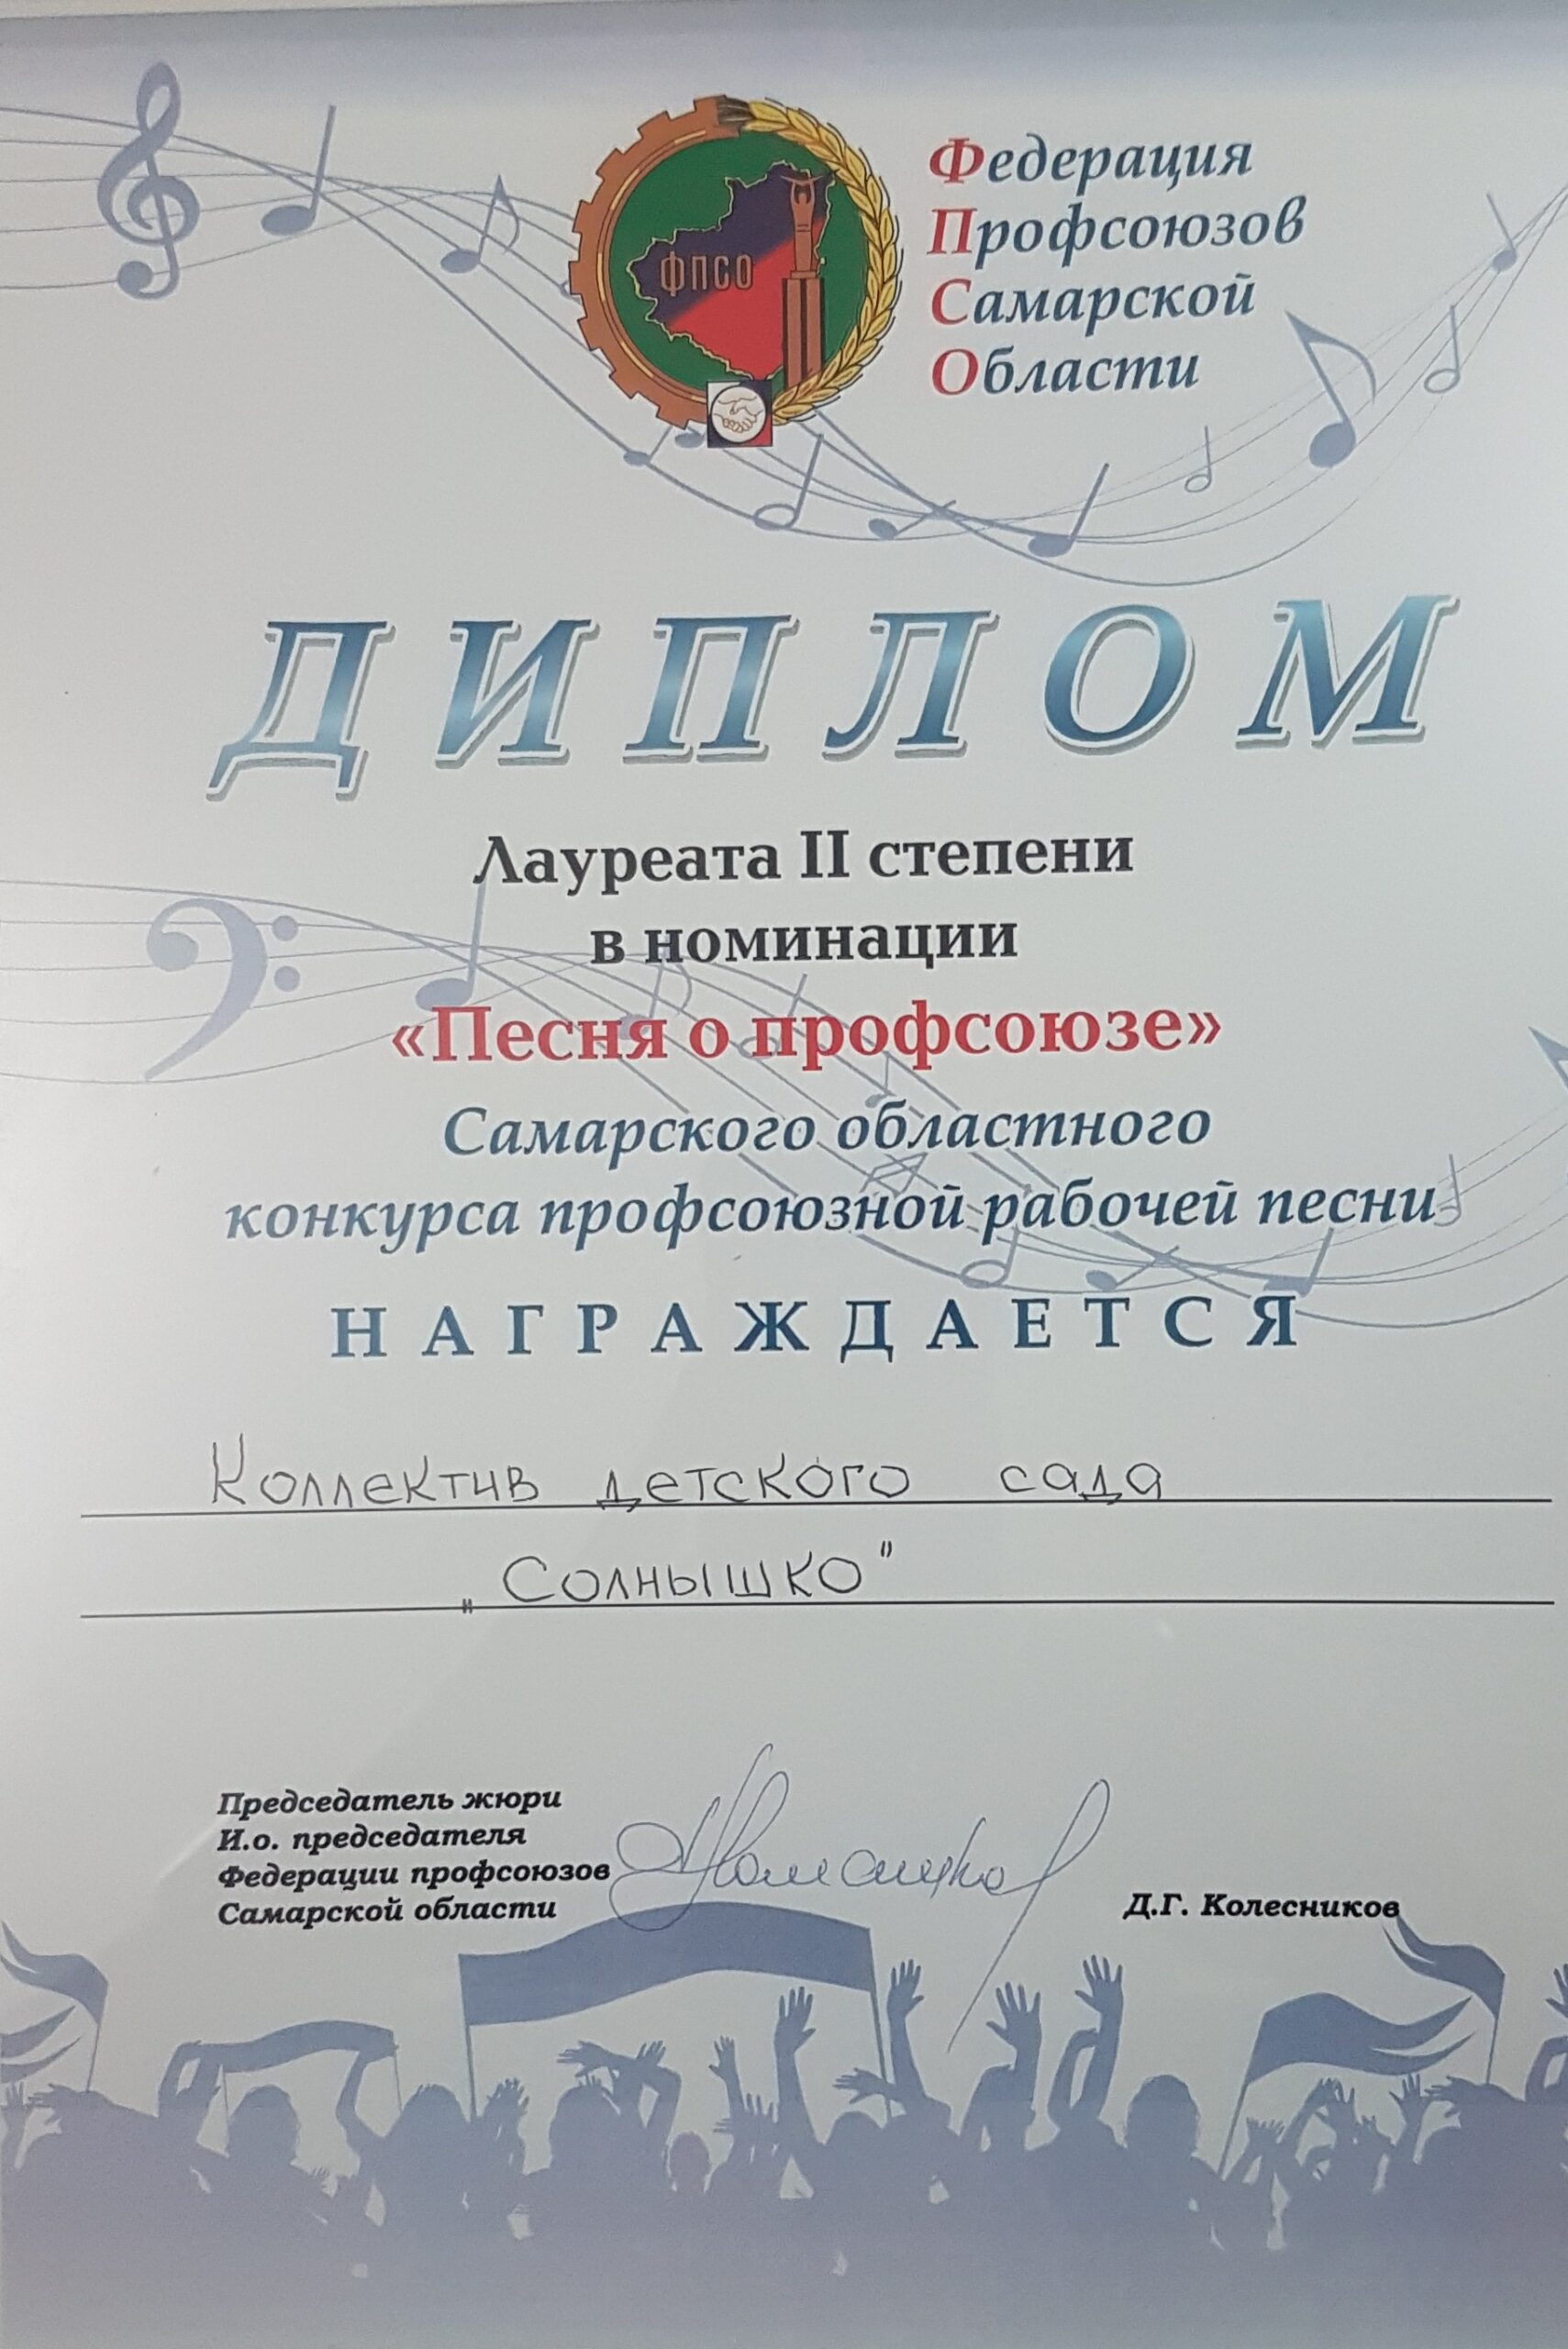 Федерация
Профсоюзов
Самарской
Области
ФПСО
ДИПЛОМ
Лауреата II степени
в номинации
«Песня о профсоюзе»
Самарского областного
конкурса профсоюзной рабочей песни
НАГРАЖДАЕТСЯ
Коллектив детского сада
„Солнышко"
Председатель жюри
И.о. председателя
Федерации профсоюзов
Самарской области
Д.Г. Колесников